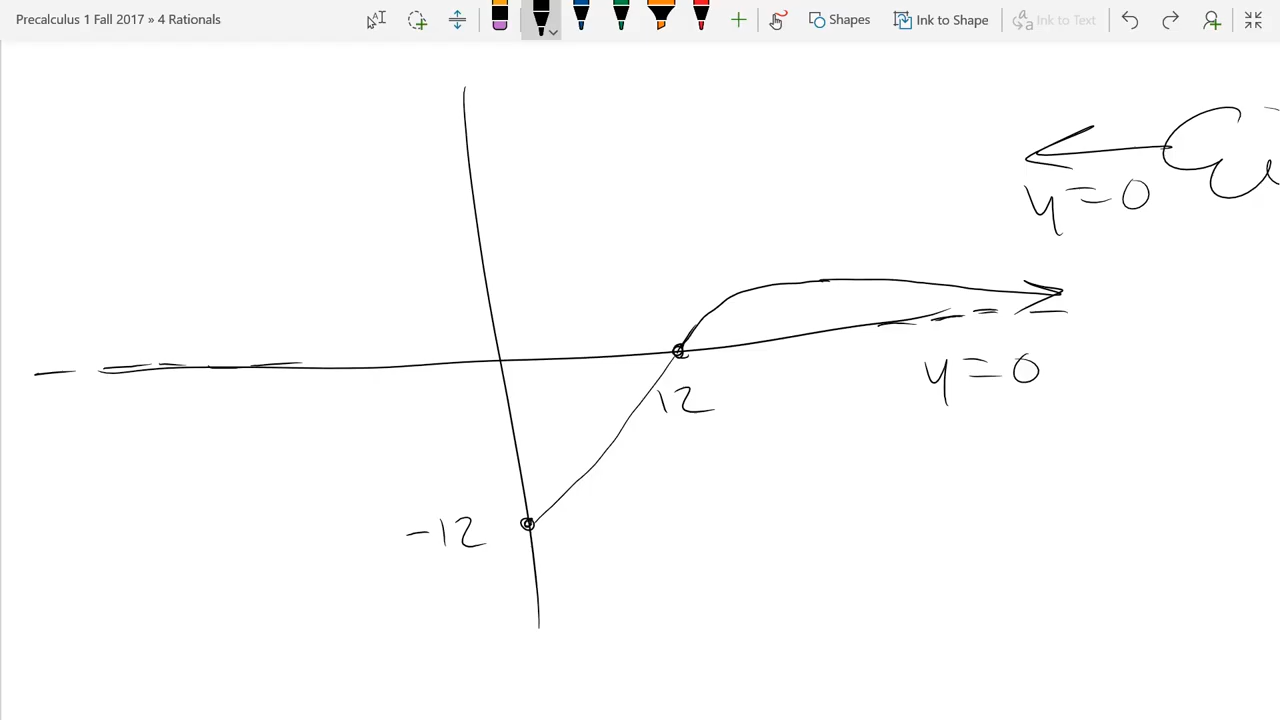 Precalculus 1 Fall 2017 » 4 Rationals
Shapes
Ink to Shape
Ink to Text
y=0
y=0
12
-12